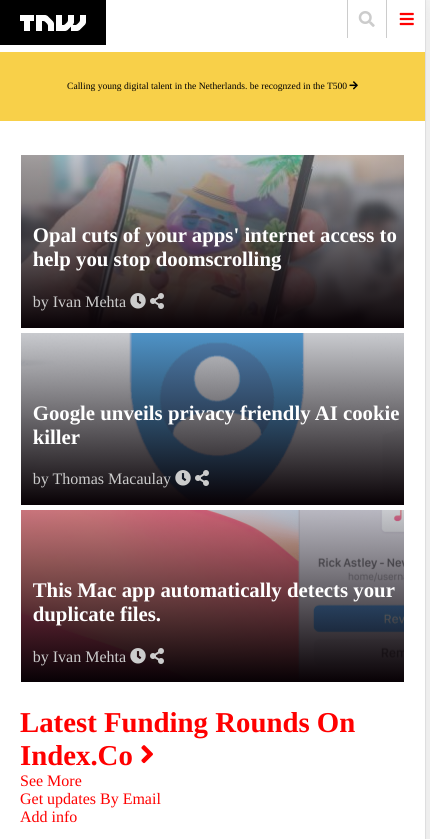 TNW
Calling young digital talent in the Netherlands. be recognzed in the T500
Opal cuts of your apps' internet access to
help you stop doomscrolling
by Ivan Mehta
Google unveils privacy friendly AI cookie
killer
by Thomas Macaulay
Rick Astley - Nev
home/usern
This Mac app automatically detects your
duplicate files.
Rev
by Ivan Mehta
Latest Funding Rounds On
Index.Co
See More
Get updates By Email
Add info